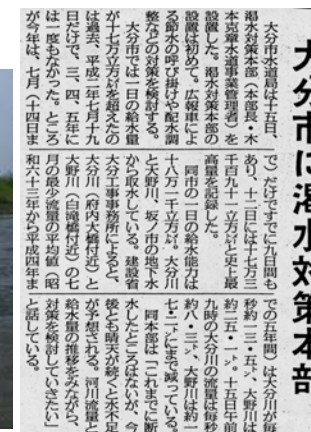 大分市に渇水対策本部
大分市水道局は十五日、
渇水対策本部(本部長・木
本克章水道事業管理者)を
設置した。渇水対策本部の
設置は初めて。広報車によ
る節水の呼び掛けや配水調
整などの対策を検討する。
大分市では一日の給水量
が十七万立方㍍を超えたの
は過去、平成二年七月十九
日だけで、三、四、五年に
は一度もなかった。ところ
が今年は、七月(十四日ま
で)だけですでに九日間も
あり、十二日には十七万三
千百九十一立方㍍と史上最
高量を記録した。
同市の一日の給水能力は
十八万一千立方㍍。大分川
と大野川、坂ノ市の地下水
から取水している。建設省
大分工事事務所によると、
大分川(府内大橋付近)と
大野川(白滝橋付近)の七
月の最少流量の平均値(昭
和六十三年から平成四年ま
での五年間)は大分川が毎
秒約一三・五㌧、大野川は
約二五・一㌧。十五日午前
九時の大分川の流量は毎秒
約八・三㌧、大野川は約一
七・二㌧にまで減っている。
同本部は「これまでに断
水したところはないが、今
後とも晴天が続くと水不足
が予想される。河川流量と
給水量の推移をみながら、
対策を検討していきたい」
と話している。